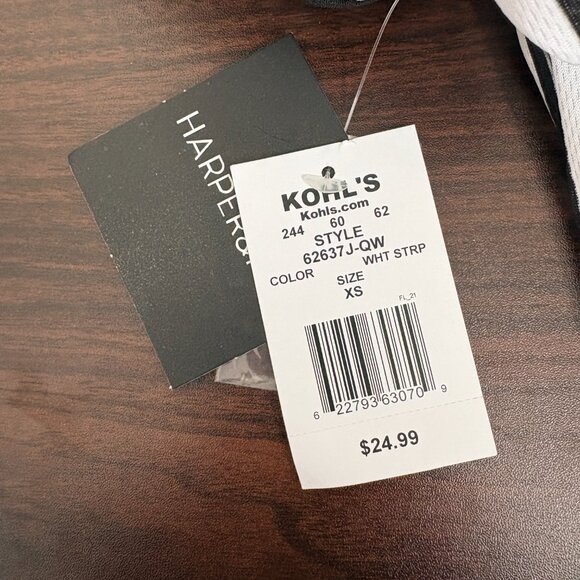 HARPER&
KOHL'S
Kohls.com
244 60 62
STYLE
62637J-QW
COLOR WHT STRP
SIZE
XS
FL_21
6 22793 63070 9
$24.99